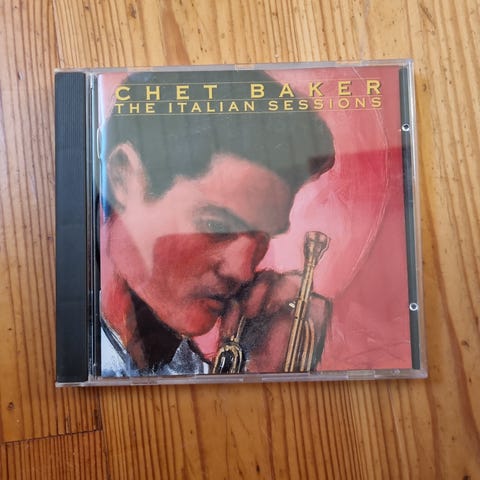 CHET BAKER
THE ITALIAN SESSIONS